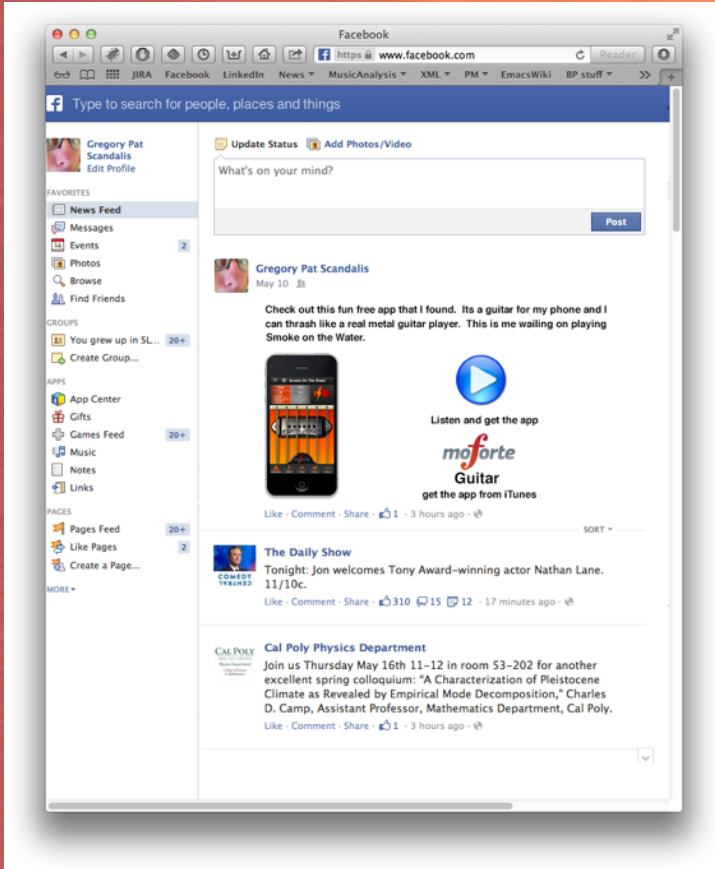 Facebook
https www.facebook.com
Reader
JIRA Facebook LinkedIn News MusicAnalysis XML PM EmacsWiki BP stuff
Type to search for people, places and things
Gregory Pat
Scandalis
Edit Profile
FAVORITES
News Feed
Messages
Events 2
Photos
Browse
Find Friends
GROUPS
You grew up in SL... 20+
Create Group...
APPS
App Center
Gifts
Games Feed 20+
Music
Notes
Links
PAGES
Pages Feed 20+
Like Pages 2
Create a Page...
MORE
Update Status Add Photos/Video
What's on your mind?
Post
Gregory Pat Scandalis
May 10
Check out this fun free app that I found. Its a guitar for my phone and I
can thrash like a real metal guitar player. This is me wailing on playing
Smoke on the Water.
Smoke On The Water
Listen and get the app
moforte
Guitar
get the app from iTunes
Like · Comment · Share · 1 · 3 hours ago ·
SORT
COMEDY
CENTRAL
The Daily Show
Tonight: Jon welcomes Tony Award-winning actor Nathan Lane.
11/10c.
Like · Comment · Share · 310 15 12 · 17 minutes ago ·
CAL POLY
Cal Poly Physics Department
Join us Thursday May 16th 11-12 in room 53-202 for another
excellent spring colloquium: “A Characterization of Pleistocene
Climate as Revealed by Empirical Mode Decomposition,” Charles
D. Camp, Assistant Professor, Mathematics Department, Cal Poly.
Like · Comment · Share · 1 · 3 hours ago ·